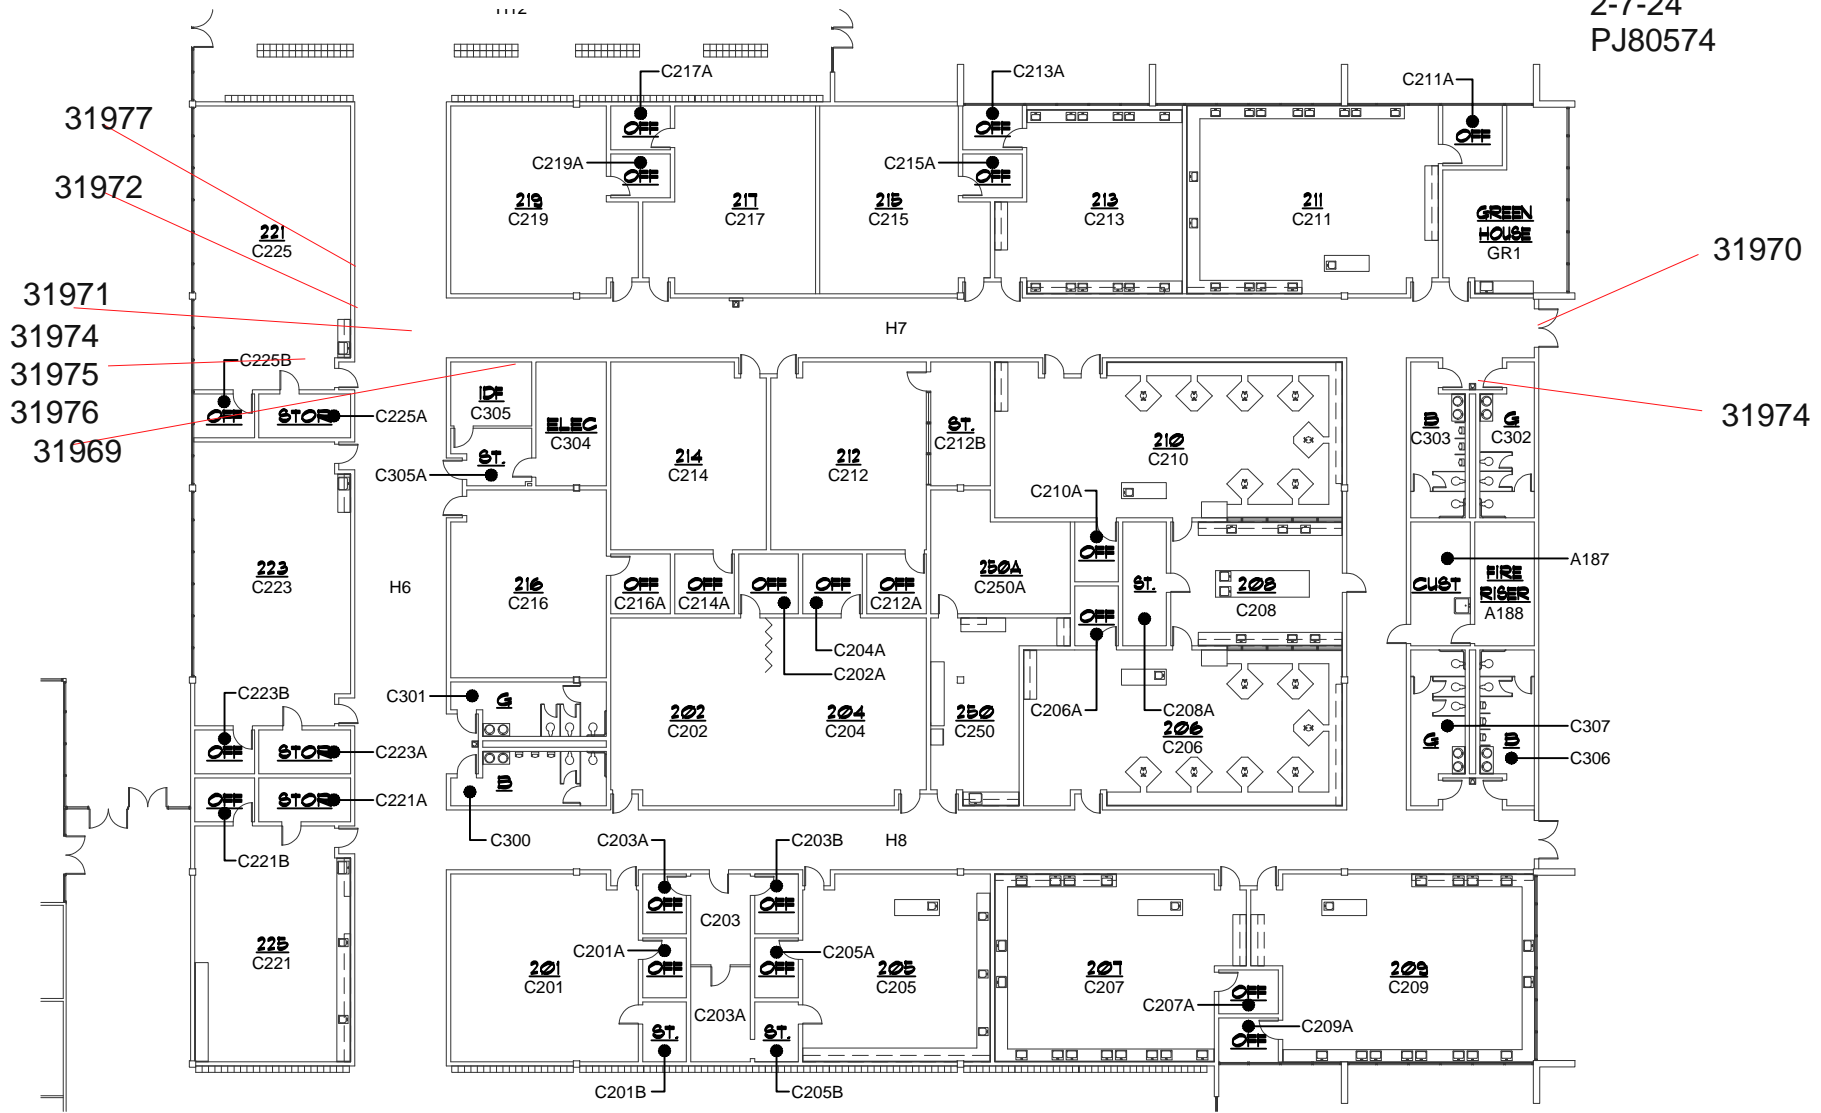 2-7-24
PJ80574
C217A
C213A
C211A
31977
OFF
OFF
OFF
C219A
OFF
C215A
OFF
31972
219
C219
217
C217
215
C215
213
C213
211
C211
GREEN
HOUSE
GR1
221
C225
31970
31971
H7
31974
C225B
31975
IDF
C305
31976
OFF
STOR
C225A
ELEC
C304
ST.
C212B
B
C303
G
C302
31974
31969
210
C210
214
C214
212
C212
C305A
ST.
C210A
OFF
223
C223
H6
216
C216
OFF
C216A
OFF
C214A
OFF
OFF
OFF
C212A
250A
C250A
ST.
208
C208
CUST
A187
FIRE
RISER
A188
OFF
C204A
C202A
C223B
C301
G
202
C202
204
C204
250
C250
C206A
C208A
206
C206
G
B
C307
C306
OFF
STOR
C223A
OFF
STOR
C221A
B
C221B
C300
C203A
C203B
H8
OFF
C203
OFF
C201A
OFF
C205A
OFF
225
C221
201
C201
205
C205
207
C207
209
C209
C207A
OFF
C203A
ST.
ST.
C209A
OFF
C201B
C205B